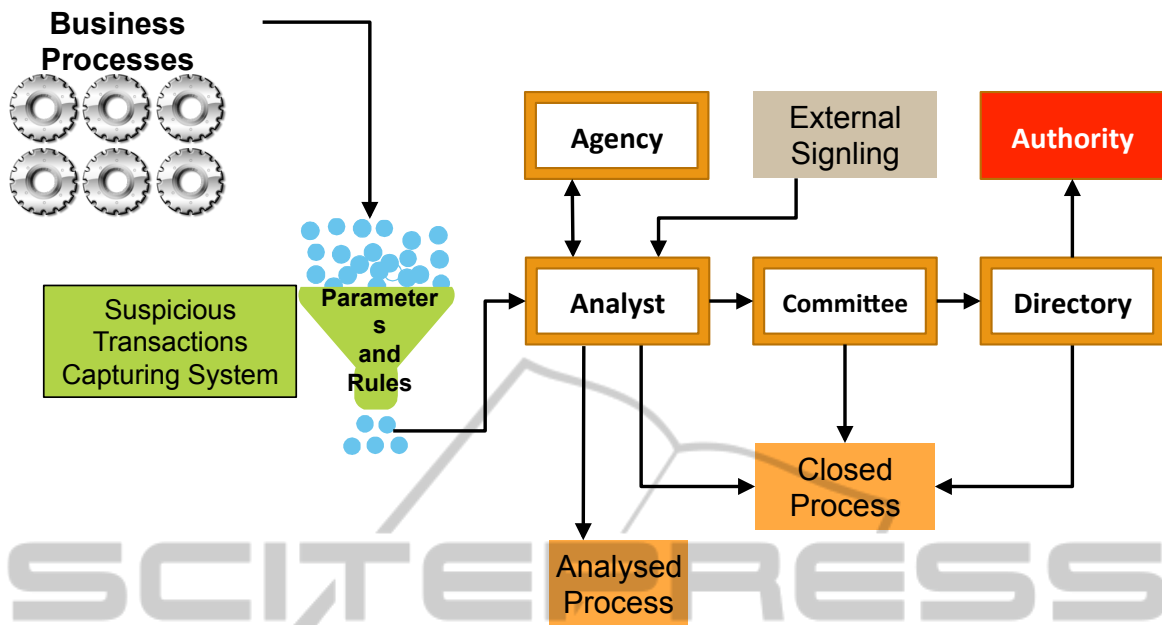 Business
Processes
Agency
External
Signling
Authority
Suspicious
Transactions
Capturing System
Parameter
s
and
Rules
Analyst
Committee
Directory
Closed
Process
Analysed
Process
SCITEPRESS